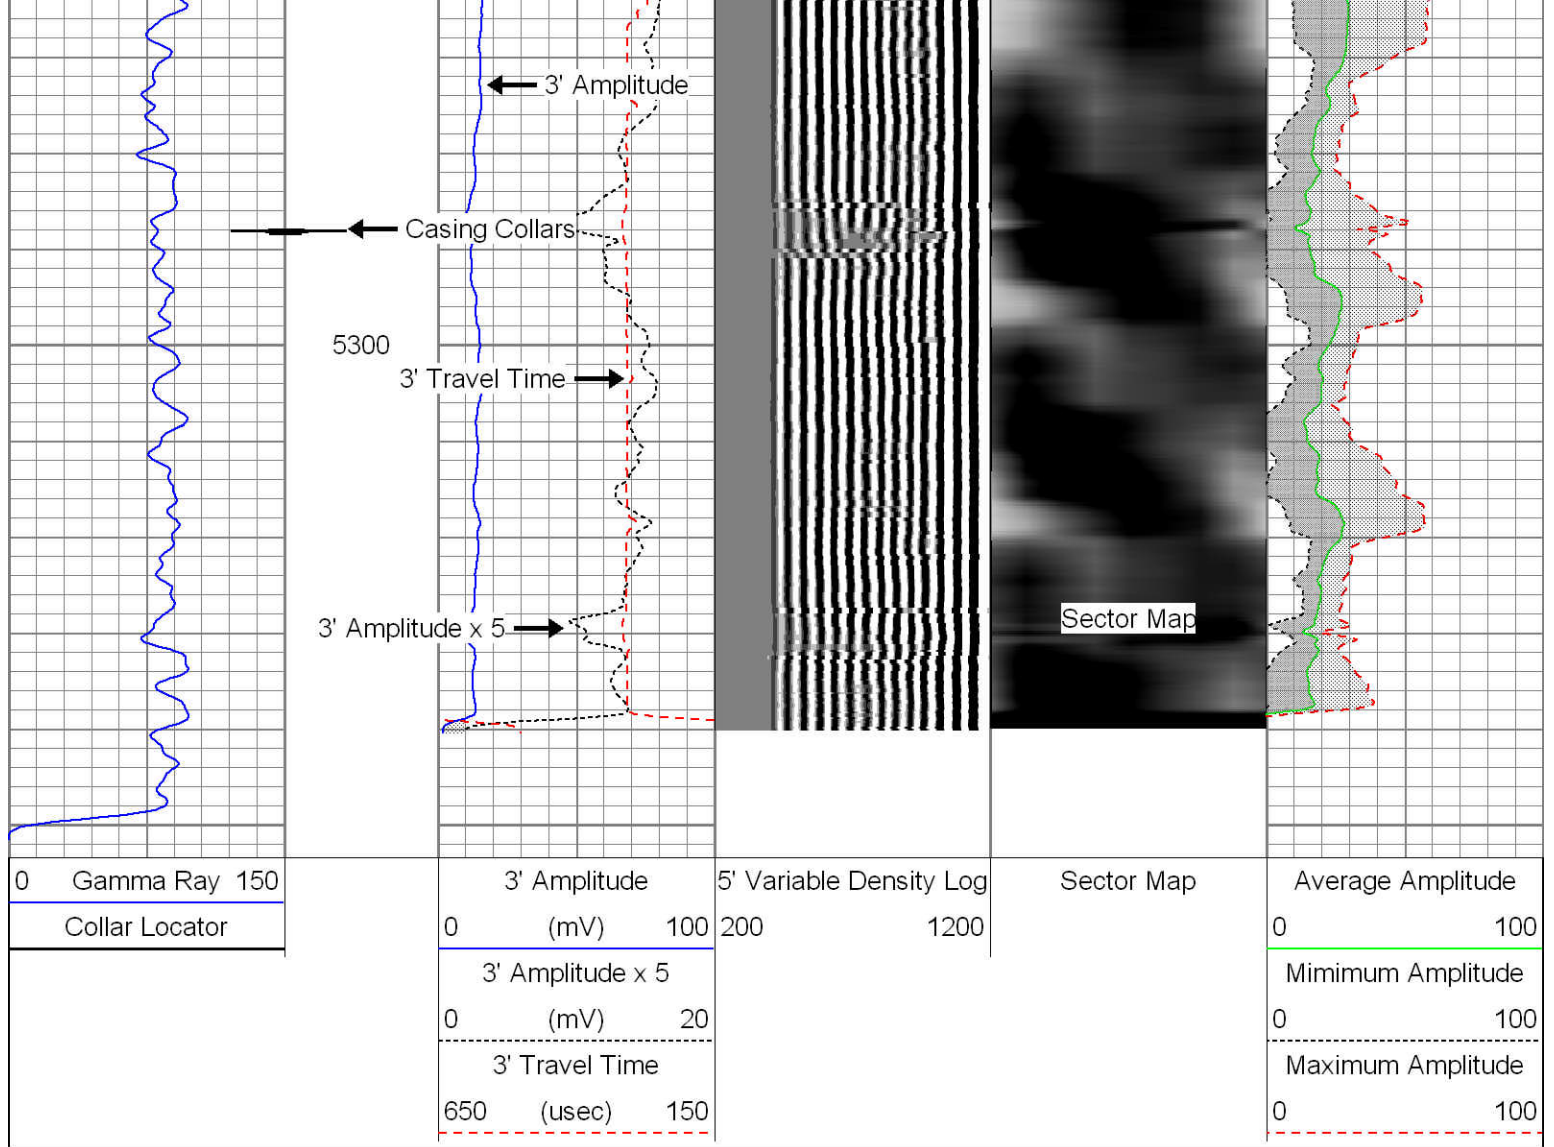 3' Amplitude
Casing Collars
5300
3' Travel Time
3' Amplitude x 5
Sector Map
0 Gamma Ray 150
Collar Locator
3' Amplitude
0 (mV) 100
3' Amplitude x 5
0 (mV) 20
3' Travel Time
650 (usec) 150
5' Variable Density Log
200 1200
Sector Map
Average Amplitude
0 100
Mimimum Amplitude
0 100
Maximum Amplitude
0 100